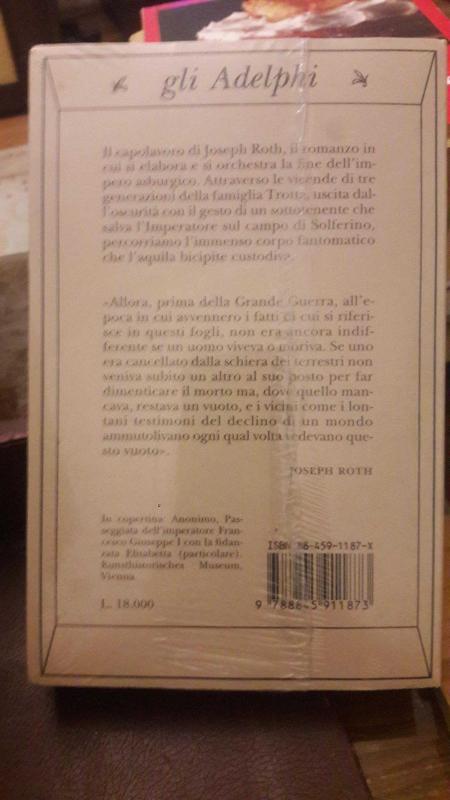 gli Adelphi
Il capolavoro di Joseph Roth, il romanzo in
cui si elabora e si orchestra la fine dell'im-
pero asburgico. Attraverso le vicende di tre
generazioni della famiglia Trotta, uscita dal-
l'oscurità con il gesto di un sottotenente che
salva l'Imperatore sul campo di Solferino,
percorriamo l'immenso corpo fantomatico
che l'aquila bicipite custodiva.
«Allora, prima della Grande Guerra, all'e-
poca in cui avvennero i fatti di cui si riferi-
sce in questi fogli, non era ancora indif-
ferente se un uomo viveva o moriva. Se uno
era cancellato dalla schiera dei terrestri non
veniva subito un altro al suo posto per far
dimenticare il morto ma, dove quello man-
cava, restava un vuoto, e i vicini come i lon-
tani testimoni del declino di un mondo
ammutolivano ogni qual volta vedevano que-
sto vuoto».
JOSEPH ROTH
In copertina: Anonimo, Pas-
seggiata dell'imperatore Fran-
cesco Giuseppe I con la fidan-
zata Elisabetta (particolare).
Kunsthistorisches Museum,
Vienna.
ISBN 88-459-1187-X
L. 18.000
9 788845 911873